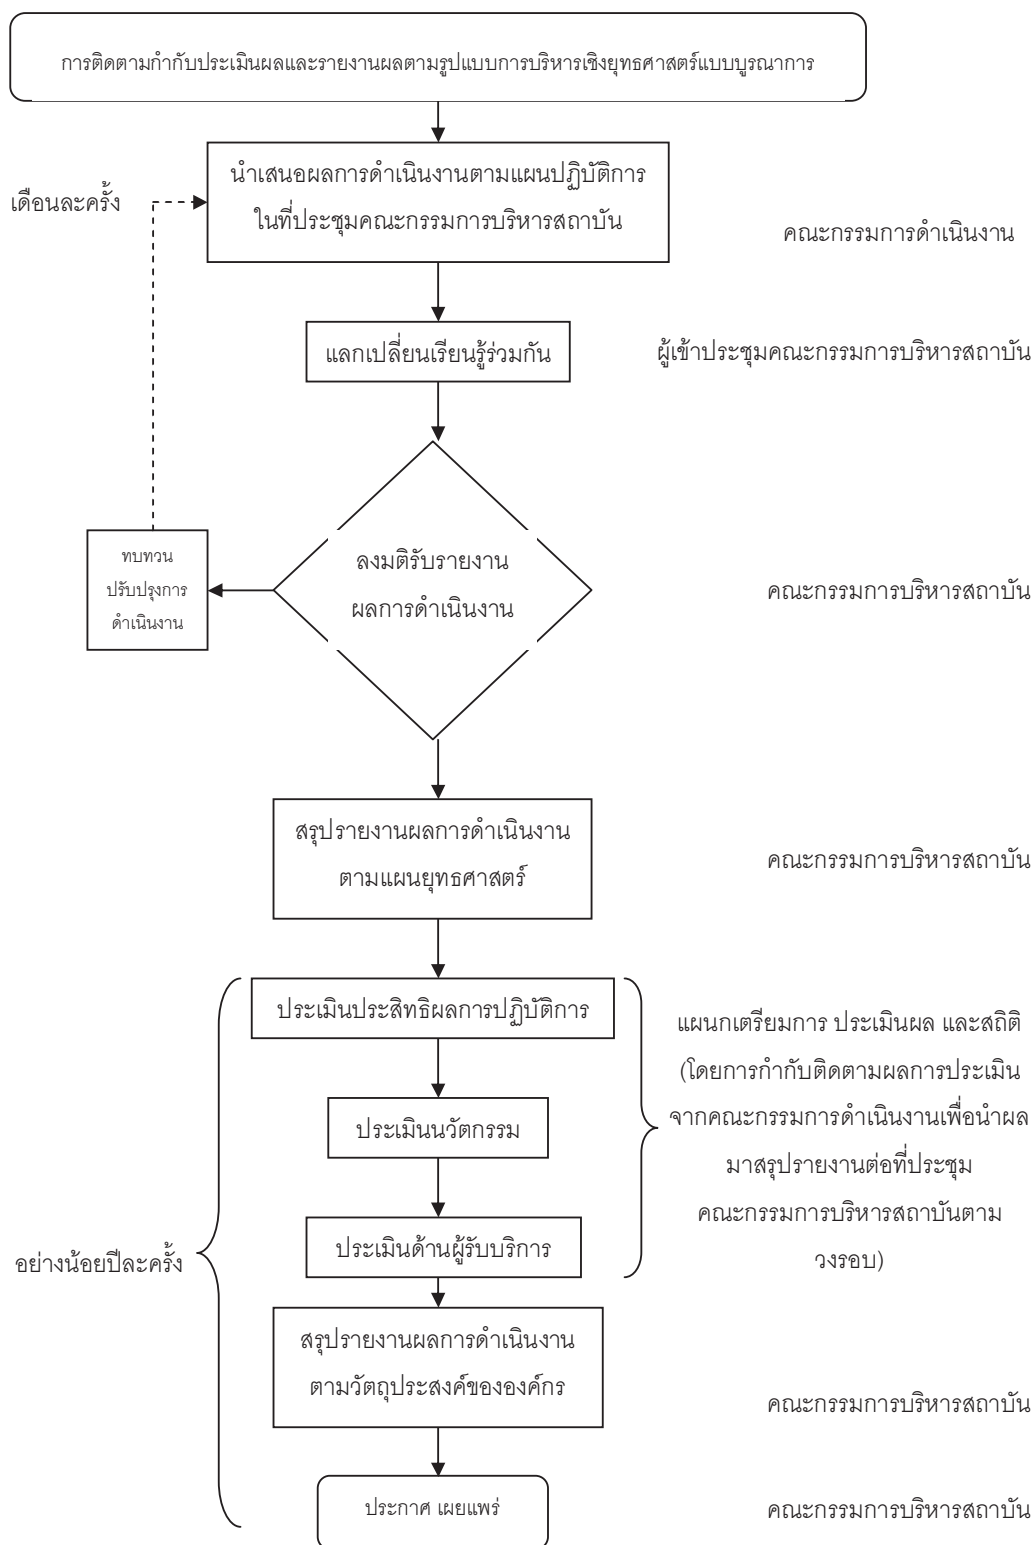 การติดตามกำกับประเมินผลและรายงานผลตามรูปแบบการบริหารเชิงยุทธศาสตร์แบบบูรณาการ
เดือนละครั้ง
นำเสนอผลการดำเนินงานตามแผนปฏิบัติการ
ในที่ประชุมคณะกรรมการบริหารสถาบัน
คณะกรรมการดำเนินงาน
แลกเปลี่ยนเรียนรู้ร่วมกัน
ผู้เข้าประชุมคณะกรรมการบริหารสถาบัน
ลงมติรับรายงาน
ผลการดำเนินงาน
ทบทวน
ปรับปรุงการ
ดำเนินงาน
คณะกรรมการบริหารสถาบัน
สรุปรายงานผลการดำเนินงาน
ตามแผนยุทธศาสตร์
คณะกรรมการบริหารสถาบัน
อย่างน้อยปีละครั้ง
ประเมินประสิทธิผลการปฏิบัติการ
ประเมินนวัตกรรม
ประเมินด้านผู้รับบริการ
แผนกเตรียมการ ประเมินผล และสถิติ
(โดยการกำกับติดตามผลการประเมิน
จากคณะกรรมการดำเนินงานเพื่อนำผล
มาสรุปรายงานต่อที่ประชุม
คณะกรรมการบริหารสถาบันตาม
วงรอบ)
สรุปรายงานผลการดำเนินงาน
ตามวัตถุประสงค์ขององค์กร
คณะกรรมการบริหารสถาบัน
ประกาศ เผยแพร่
คณะกรรมการบริหารสถาบัน